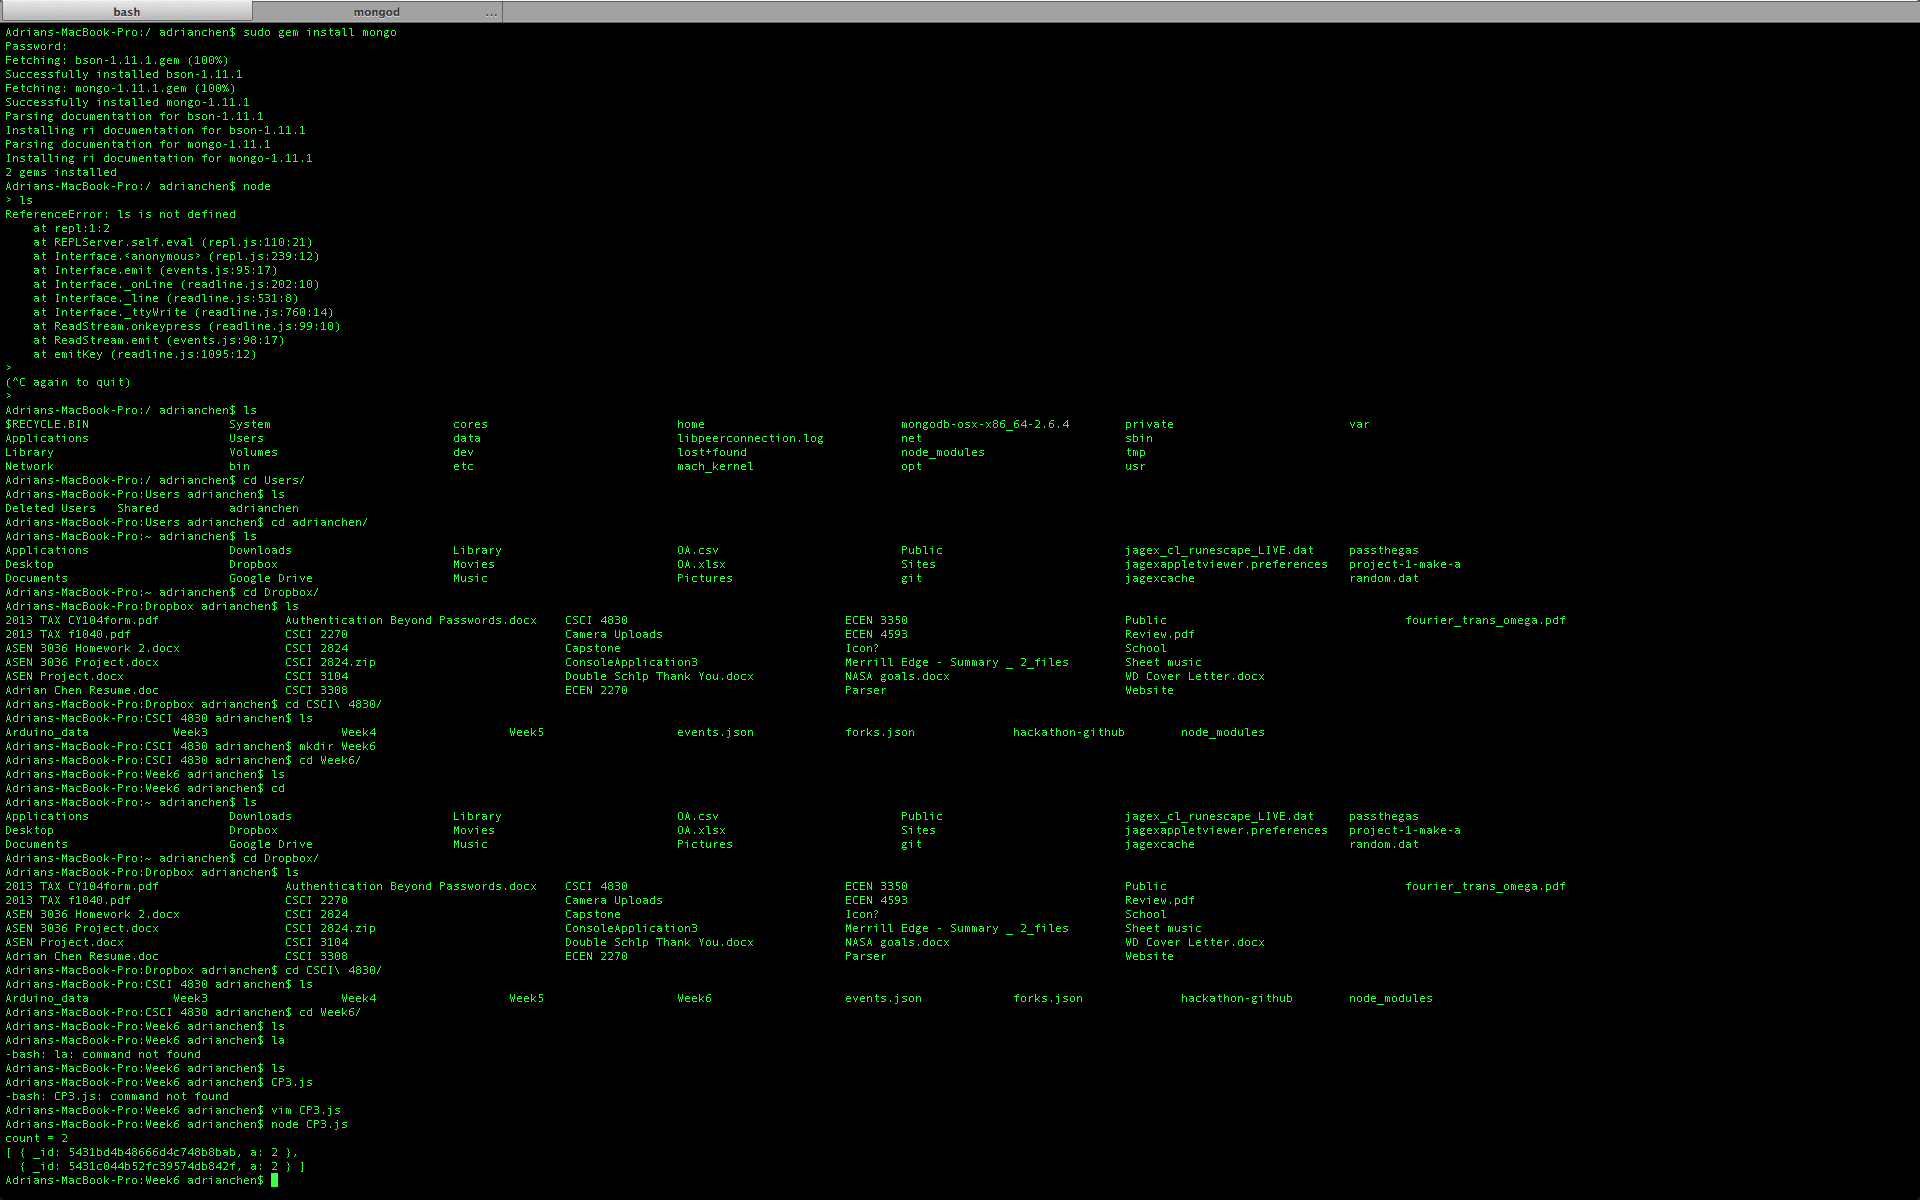 bash mongod ...
Adrians-MacBook-Pro:/ adrianchen$ sudo gem install mongo
Password:
Fetching: bson-1.11.1.gem (100%)
Successfully installed bson-1.11.1
Fetching: mongo-1.11.1.gem (100%)
Successfully installed mongo-1.11.1
Parsing documentation for bson-1.11.1
Installing ri documentation for bson-1.11.1
Parsing documentation for mongo-1.11.1
Installing ri documentation for mongo-1.11.1
2 gems installed
Adrians-MacBook-Pro:/ adrianchen$ node
> ls
ReferenceError: ls is not defined
    at repl:1:2
    at REPLServer.self.eval (repl.js:110:21)
    at Interface.<anonymous> (repl.js:239:12)
    at Interface.emit (events.js:95:17)
    at Interface._onLine (readline.js:202:10)
    at Interface._line (readline.js:531:8)
    at Interface._ttyWrite (readline.js:760:14)
    at ReadStream.onkeypress (readline.js:99:10)
    at ReadStream.emit (events.js:98:17)
    at emitKey (readline.js:1095:12)
>
(^C again to quit)
>
Adrians-MacBook-Pro:/ adrianchen$ ls
$RECYCLE.BIN System cores home mongodb-osx-x86_64-2.6.4 private var
Applications Users data libpeerconnection.log net sbin
Library Volumes dev lost+found node_modules tmp
Network bin etc mach_kernel opt usr
Adrians-MacBook-Pro:/ adrianchen$ cd Users/
Adrians-MacBook-Pro:Users adrianchen$ ls
Deleted Users Shared adrianchen
Adrians-MacBook-Pro:Users adrianchen$ cd adrianchen/
Adrians-MacBook-Pro:~ adrianchen$ ls
Applications Downloads Library OA.csv Public jagex_cl_runescape_LIVE.dat passthegas
Desktop Dropbox Movies OA.xlsx Sites jagexappletviewer.preferences project-1-make-a
Documents Google Drive Music Pictures git jagexcache random.dat
Adrians-MacBook-Pro:~ adrianchen$ cd Dropbox/
Adrians-MacBook-Pro:Dropbox adrianchen$ ls
2013 TAX CY104form.pdf Authentication Beyond Passwords.docx CSCI 4830 ECEN 3350 Public fourier_trans_omega.pdf
2013 TAX f1040.pdf CSCI 2270 Camera Uploads ECEN 4593 Review.pdf
ASEN 3036 Homework 2.docx CSCI 2824 Capstone Icon? School
ASEN 3036 Project.docx CSCI 2824.zip ConsoleApplication3 Merrill Edge - Summary _ 2_files Sheet music
ASEN Project.docx CSCI 3104 Double Schlp Thank You.docx NASA goals.docx WD Cover Letter.docx
Adrian Chen Resume.doc CSCI 3308 ECEN 2270 Parser Website
Adrians-MacBook-Pro:Dropbox adrianchen$ cd CSCI\ 4830/
Adrians-MacBook-Pro:CSCI 4830 adrianchen$ ls
Arduino_data Week3 Week4 Week5 events.json forks.json hackathon-github node_modules
Adrians-MacBook-Pro:CSCI 4830 adrianchen$ mkdir Week6
Adrians-MacBook-Pro:CSCI 4830 adrianchen$ cd Week6/
Adrians-MacBook-Pro:Week6 adrianchen$ ls
Adrians-MacBook-Pro:Week6 adrianchen$ cd
Adrians-MacBook-Pro:~ adrianchen$ ls
Applications Downloads Library OA.csv Public jagex_cl_runescape_LIVE.dat passthegas
Desktop Dropbox Movies OA.xlsx Sites jagexappletviewer.preferences project-1-make-a
Documents Google Drive Music Pictures git jagexcache random.dat
Adrians-MacBook-Pro:~ adrianchen$ cd Dropbox/
Adrians-MacBook-Pro:Dropbox adrianchen$ ls
2013 TAX CY104form.pdf Authentication Beyond Passwords.docx CSCI 4830 ECEN 3350 Public fourier_trans_omega.pdf
2013 TAX f1040.pdf CSCI 2270 Camera Uploads ECEN 4593 Review.pdf
ASEN 3036 Homework 2.docx CSCI 2824 Capstone Icon? School
ASEN 3036 Project.docx CSCI 2824.zip ConsoleApplication3 Merrill Edge - Summary _ 2_files Sheet music
ASEN Project.docx CSCI 3104 Double Schlp Thank You.docx NASA goals.docx WD Cover Letter.docx
Adrian Chen Resume.doc CSCI 3308 ECEN 2270 Parser Website
Adrians-MacBook-Pro:Dropbox adrianchen$ cd CSCI\ 4830/
Adrians-MacBook-Pro:CSCI 4830 adrianchen$ ls
Arduino_data Week3 Week4 Week5 Week6 events.json forks.json hackathon-github node_modules
Adrians-MacBook-Pro:CSCI 4830 adrianchen$ cd Week6/
Adrians-MacBook-Pro:Week6 adrianchen$ ls
Adrians-MacBook-Pro:Week6 adrianchen$ la
-bash: la: command not found
Adrians-MacBook-Pro:Week6 adrianchen$ ls
Adrians-MacBook-Pro:Week6 adrianchen$ CP3.js
-bash: CP3.js: command not found
Adrians-MacBook-Pro:Week6 adrianchen$ vim CP3.js
Adrians-MacBook-Pro:Week6 adrianchen$ node CP3.js
count = 2
[ { _id: 5431bd4b48666d4c748b8bab, a: 2 },
  { _id: 5431c044b52fc39574db842f, a: 2 } ]
Adrians-MacBook-Pro:Week6 adrianchen$